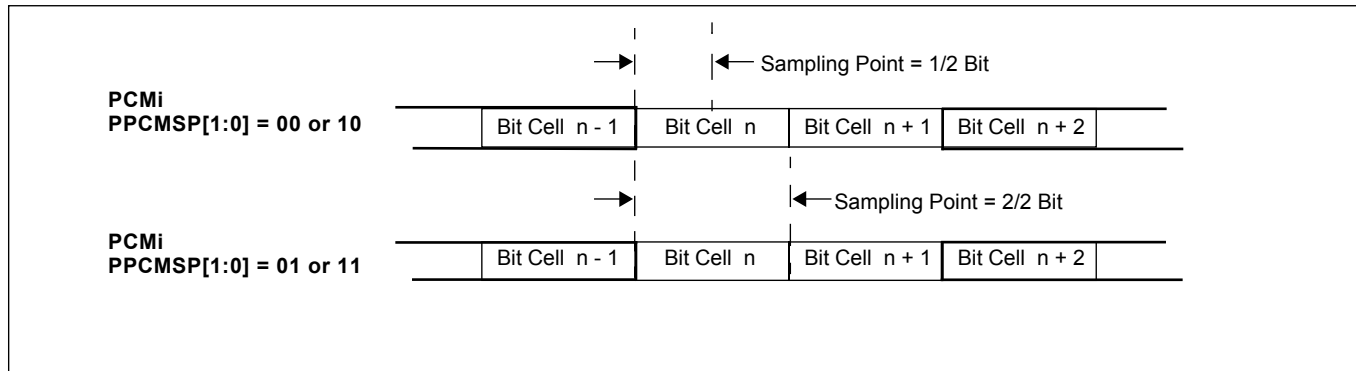 Sampling Point = 1/2 Bit
PCMi
PPCMSP[1:0] = 00 or 10
Bit Cell n - 1
Bit Cell n
Bit Cell n + 1
Bit Cell n + 2
Sampling Point = 2/2 Bit
PCMi
PPCMSP[1:0] = 01 or 11
Bit Cell n - 1
Bit Cell n
Bit Cell n + 1
Bit Cell n + 2